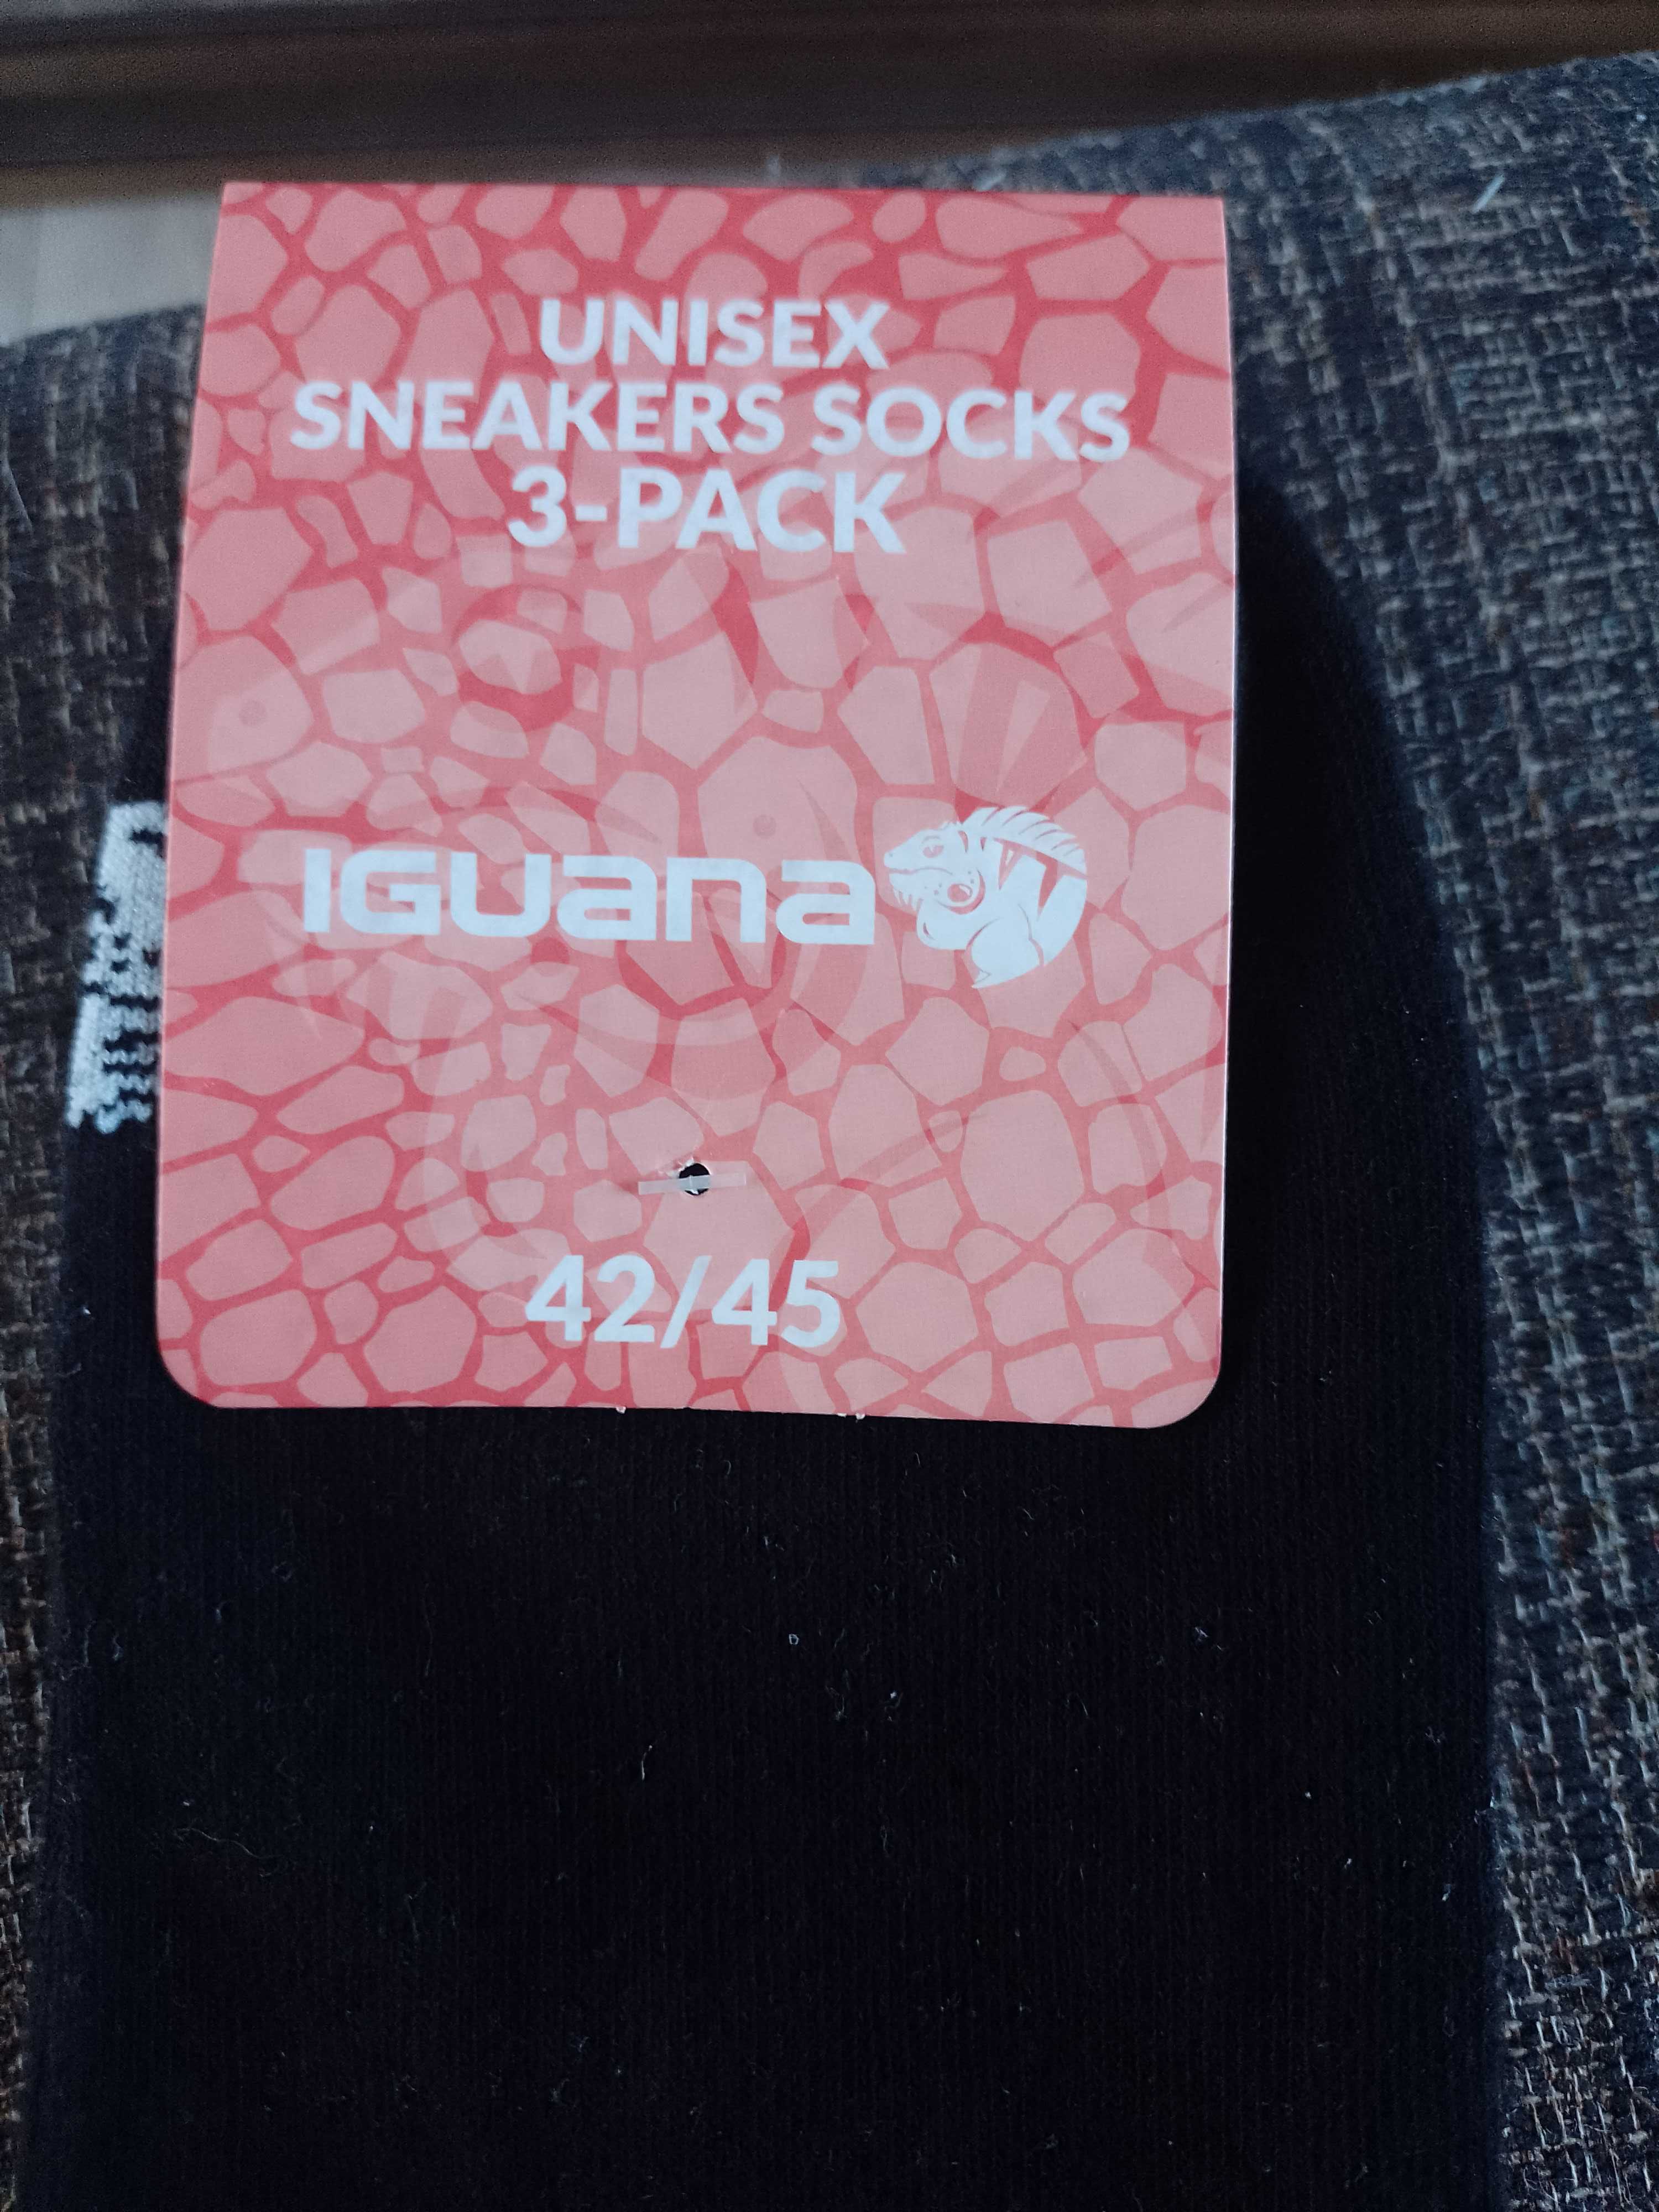 UNISEX
SNEAKERS SOCKS
3-PACK
IGUANA
42/45